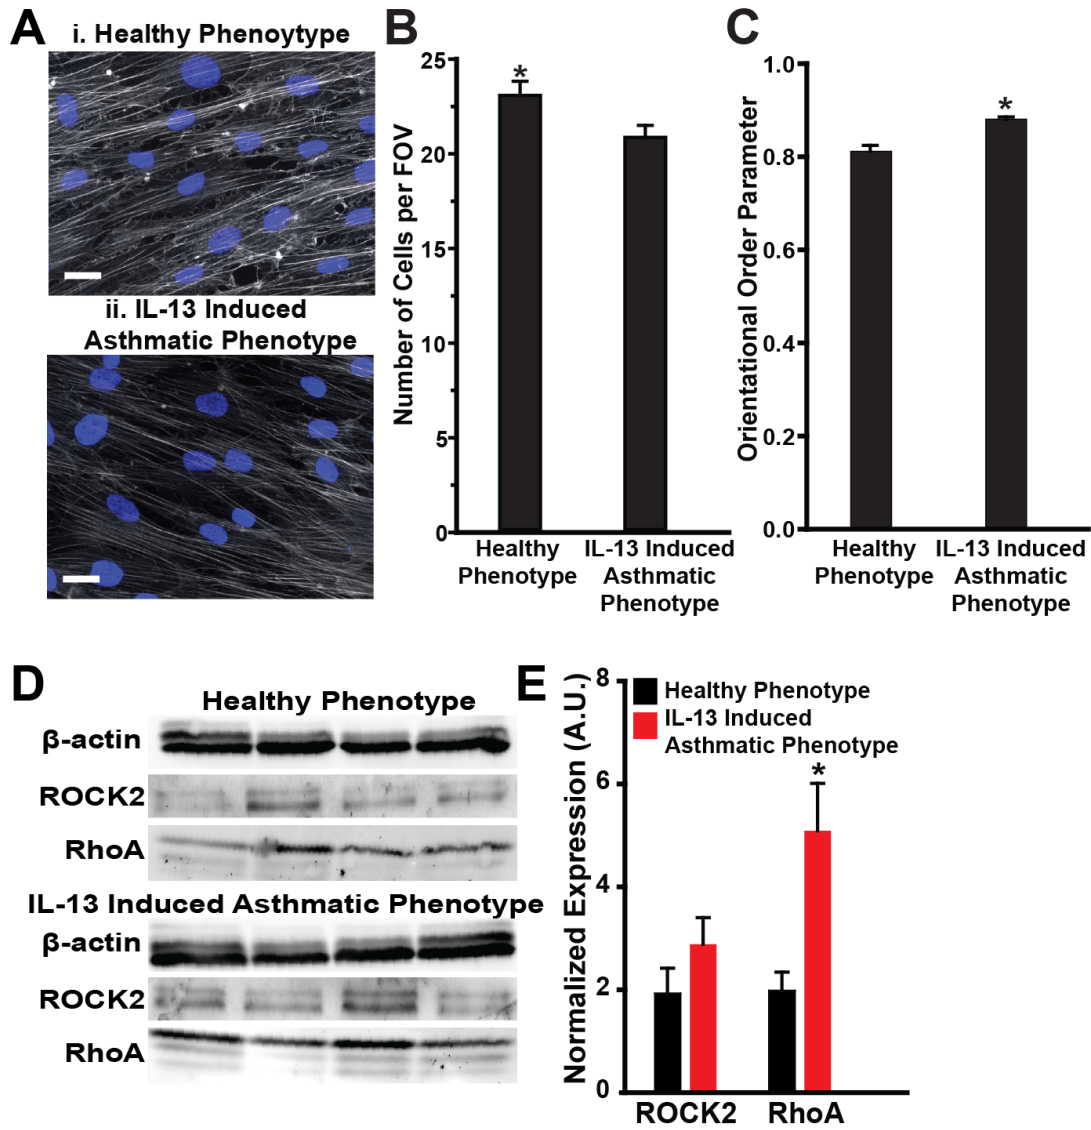 A
i. Healthy Phenoytype
ii. IL-13 Induced
Asthmatic Phenotype
B
25
20
15
10
5
0
Number of Cells per FOV
*
Healthy
Phenotype
IL-13 Induced
Asthmatic
Phenotype
C
1.0
0.8
0.6
0.4
0.2
0.0
Orientational Order Parameter
*
Healthy
Phenotype
IL-13 Induced
Asthmatic
Phenotype
D
Healthy Phenotype
β-actin
ROCK2
RhoA
IL-13 Induced Asthmatic Phenotype
β-actin
ROCK2
RhoA
E
8
6
4
2
0
Normalized Expression (A.U.)
Healthy Phenotype
IL-13 Induced
Asthmatic Phenotype
*
ROCK2
RhoA